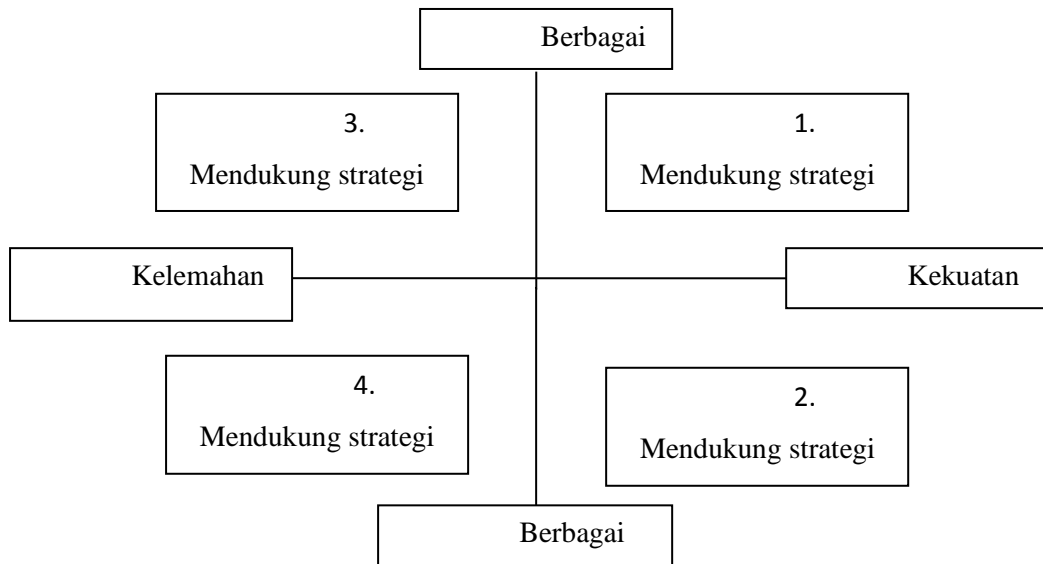 Berbagai
3.
Mendukung strategi
1.
Mendukung strategi
Kelemahan
Kekuatan
4.
Mendukung strategi
2.
Mendukung strategi
Berbagai